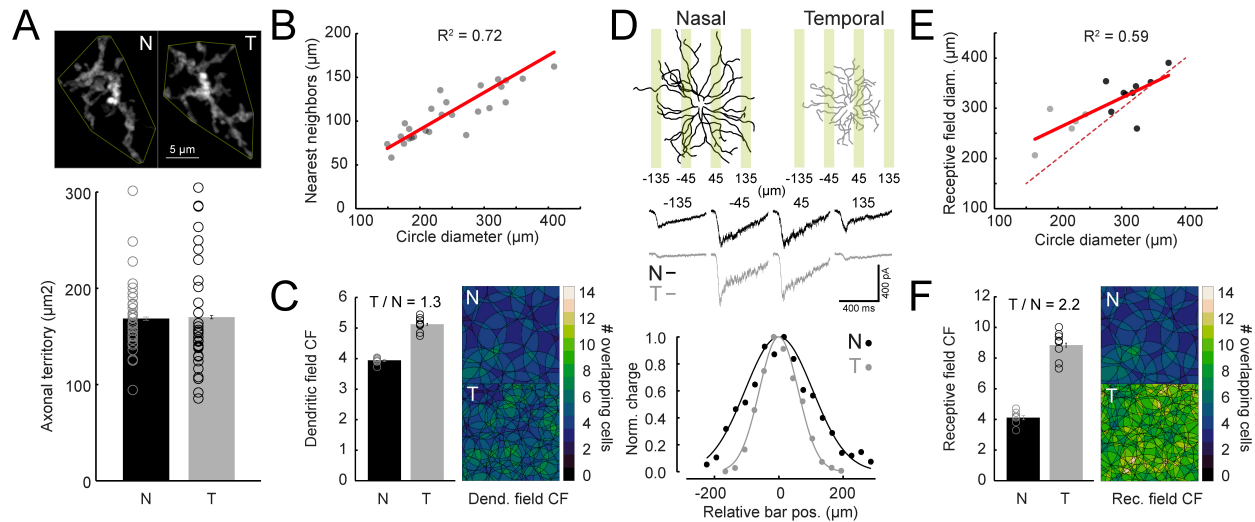 A
N
T
5 µm
Axonal territory (µm2)
300
200
100
0
N
T
B
R² = 0.72
Nearest neighbors (µm)
200
150
100
50
0
100
200
300
400
Circle diameter (µm)
C
T / N = 1.3
Dendritic field CF
6
5
4
3
2
1
0
N
T
N
T
Dend. field CF
14
12
10
8
6
4
2
0
# overlapping cells
D
Nasal
Temporal
-135 -45 45 135
-135 -45 45 135
(µm)
-135 -45 45 135
N
T
400 pA
400 ms
Norm. charge
1.0
0.8
0.6
0.4
0.2
0.0
N
T
-200
0
200
Relative bar pos. (µm)
E
R² = 0.59
Receptive field diam. (µm)
400
300
200
100
100
200
300
400
Circle diameter (µm)
F
T / N = 2.2
Receptive field CF
12
10
8
6
4
2
0
N
T
N
T
Rec. field CF
14
12
10
8
6
4
2
0
# overlapping cells